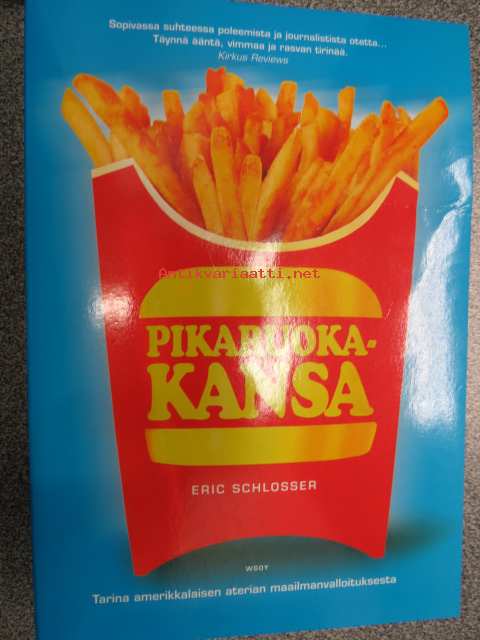 Sopivassa suhteessa poleemista ja journalistista otetta...
Täynnä ääntä, vimmaa ja rasvan tirinää.
Kirkus Reviews
Antikvariaatti.net
PIKARUOKA-
KANSA
ERIC SCHLOSSER
WSOY
Tarina amerikkalaisen aterian maailmanvalloituksesta